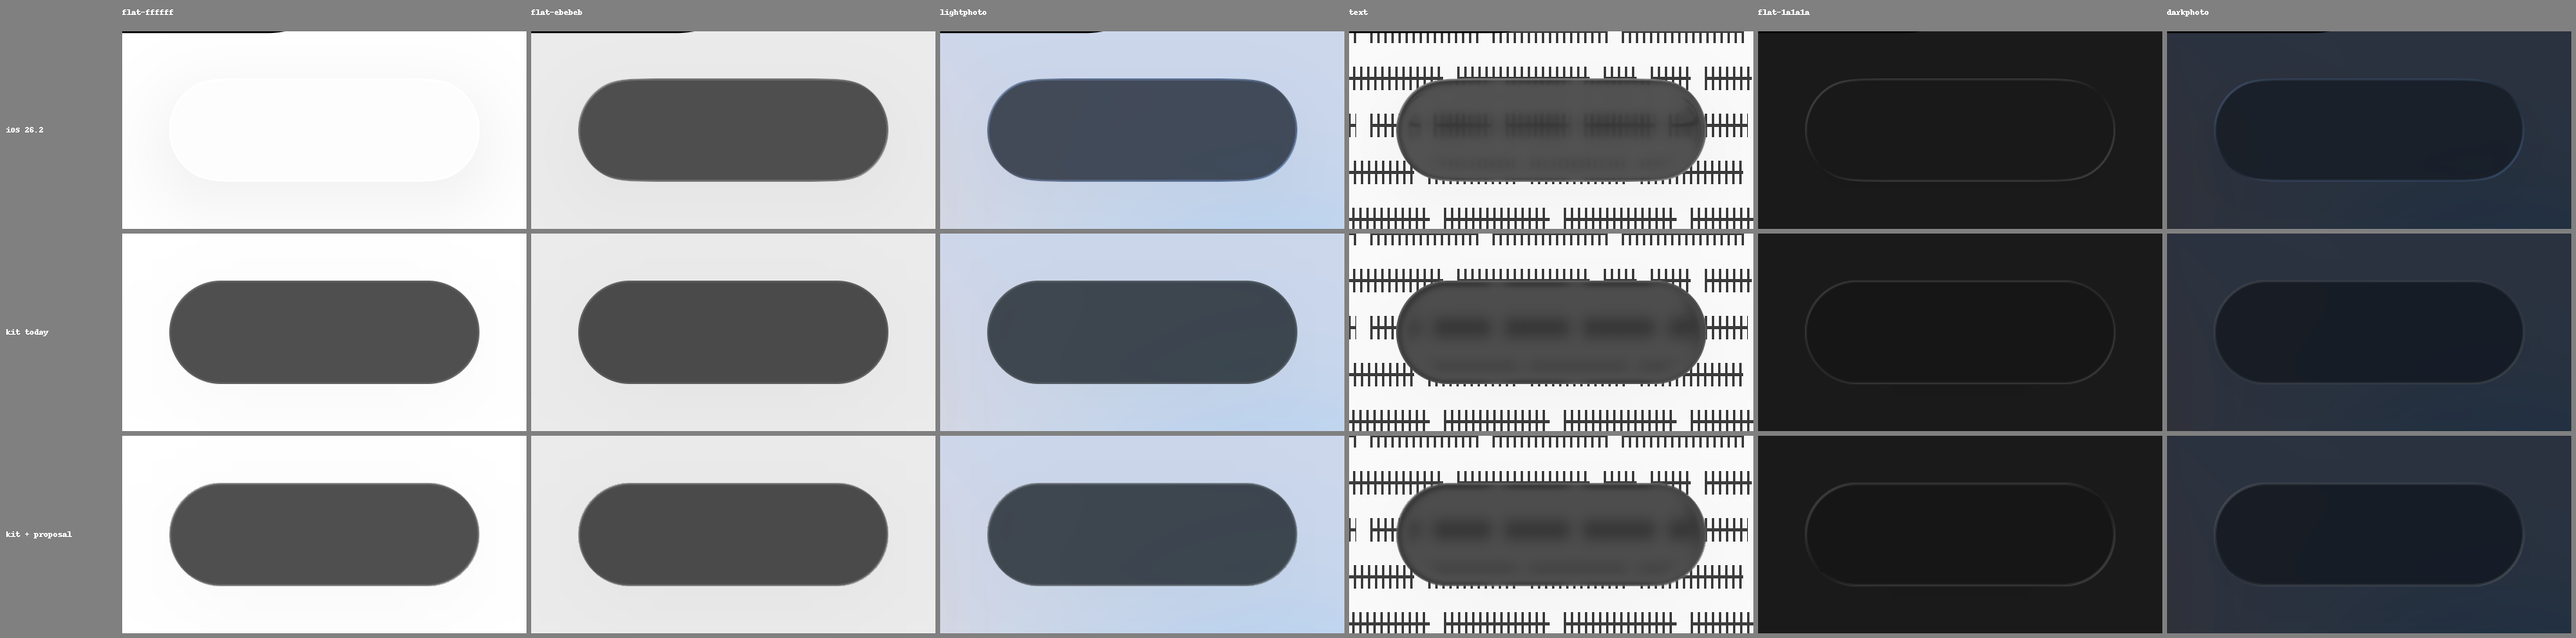 flat-ffffff flat-ebebeb lightphoto text flat-1a1a1a darkphoto
ios 26.2
kit today
kit + proposal